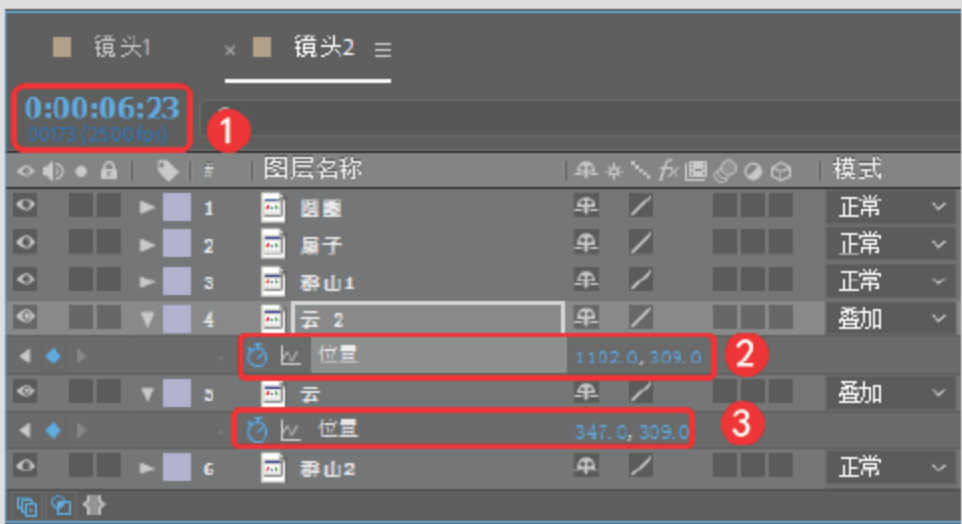 镜头1 × 镜头2
0:00:06:23
00173 (25.00 fps)
1
# 图层名称 fx 模式
1 圆圈 正常
2 扇子 正常
3 群山1 正常
4 云 2 叠加
位置 1102.0,309.0 2
5 云 叠加
位置 347.0,309.0 3
6 群山2 正常